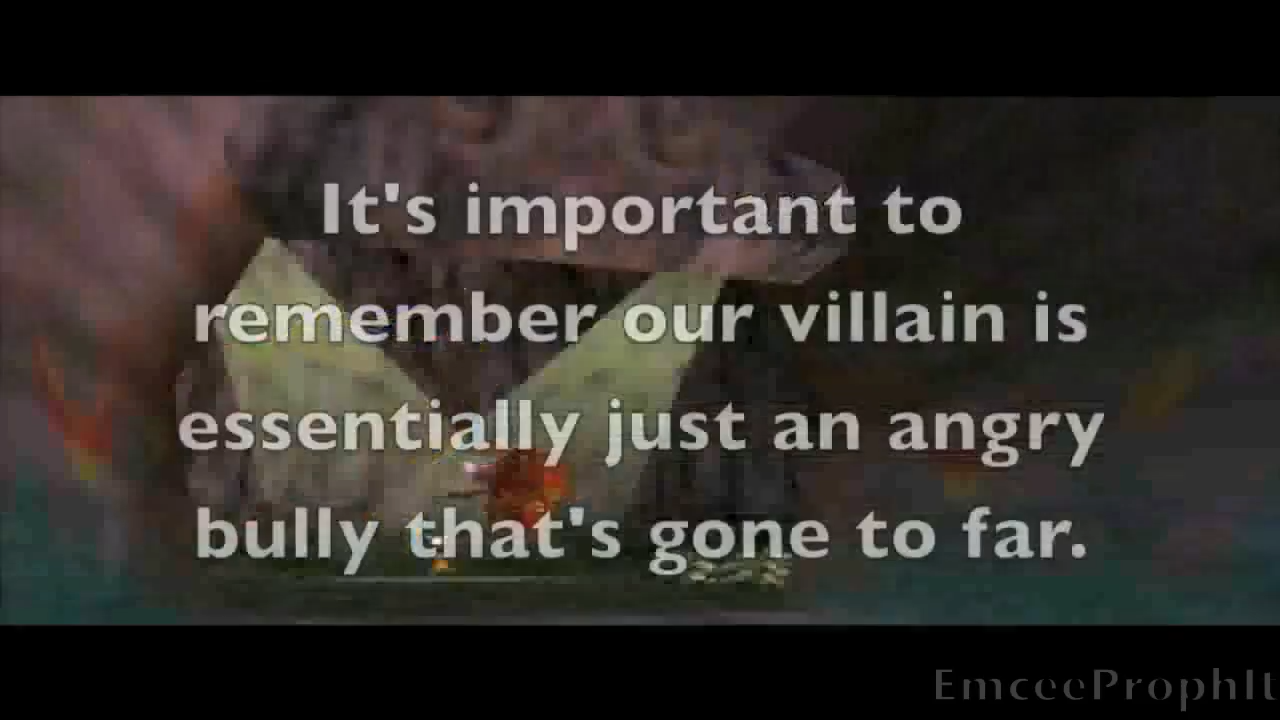 It's important to
remember our villain is
essentially just an angry
bully that's gone to far.
EmceeProphIt